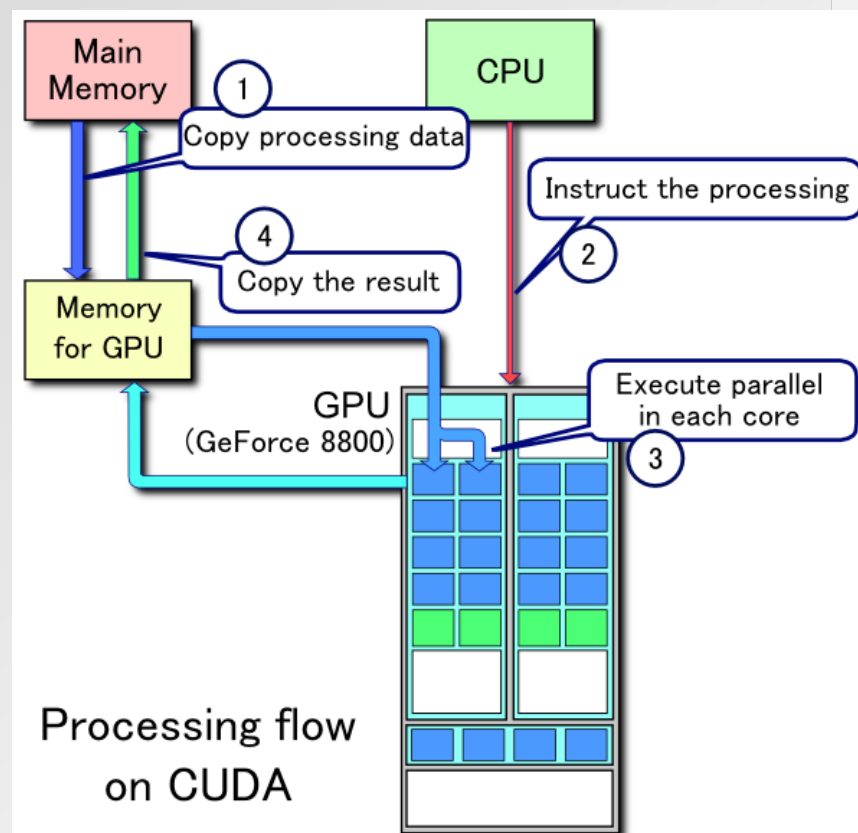 Main
Memory
CPU
1
Copy processing data
Instruct the processing
2
4
Copy the result
Memory
for GPU
GPU
(GeForce 8800)
Execute parallel
in each core
3
Processing flow
on CUDA